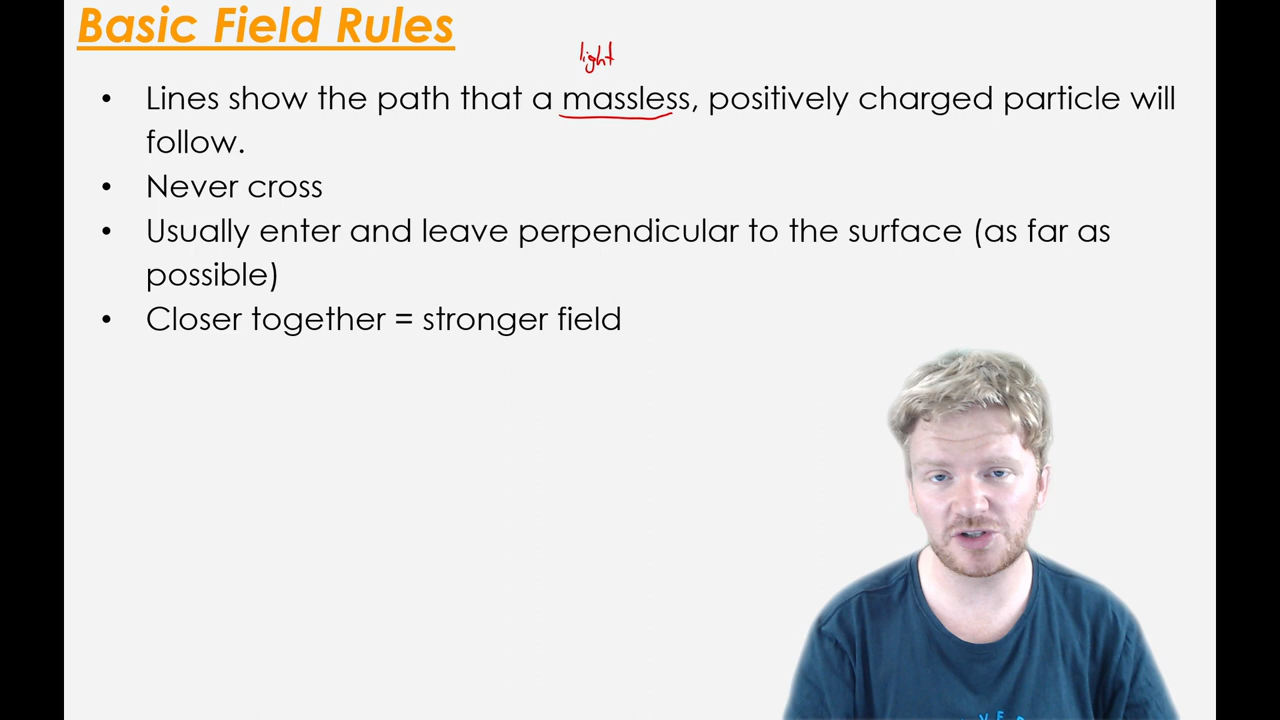 Basic Field Rules
light
• Lines show the path that a massless, positively charged particle will
follow.
• Never cross
• Usually enter and leave perpendicular to the surface (as far as
possible)
• Closer together = stronger field